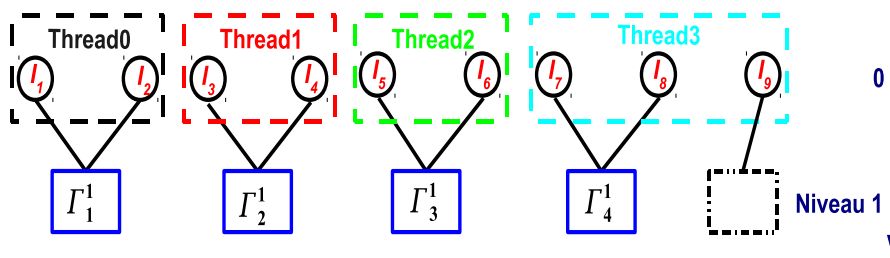 Thread0 Thread1 Thread2 Thread3
I₁ I₂ I₃ I₄ I₅ I₆ I₇ I₈ I₉ 0
Γ₁¹ Γ₂¹ Γ₃¹ Γ₄¹ Niveau 1